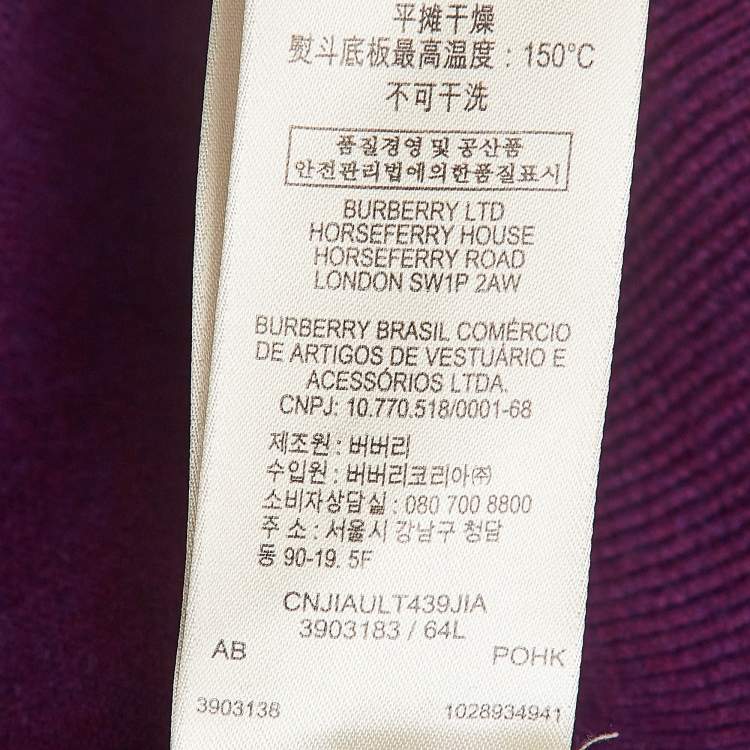 平摊干燥
熨斗底板最高温度：150°C
不可干洗
품질경영 및 공산품
안전관리법에의한품질표시
BURBERRY LTD
HORSEFERRY HOUSE
HORSEFERRY ROAD
LONDON SW1P 2AW
BURBERRY BRASIL COMÉRCIO
DE ARTIGOS DE VESTUÁRIO E
ACESSÓRIOS LTDA.
CNPJ: 10.770.518/0001-68
제조원 : 버버리
수입원 : 버버리코리아㈜
소비자상담실 : 080 700 8800
주 소 : 서울시 강남구 청담
동 90-19. 5F
CNJIAULT439JIA
3903183 / 64L
AB POHK
3903138 1028934941